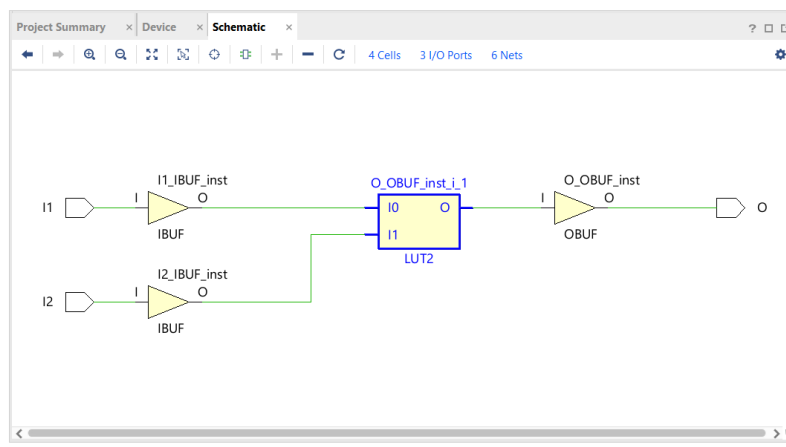 Project Summary × Device × Schematic × ?
4 Cells 3 I/O Ports 6 Nets
I1_IBUF_inst O_OBUF_inst_i_1 O_OBUF_inst
I1 I O I0 O I O O
I1
IBUF LUT2 OBUF
I2_IBUF_inst
I2 I O
IBUF